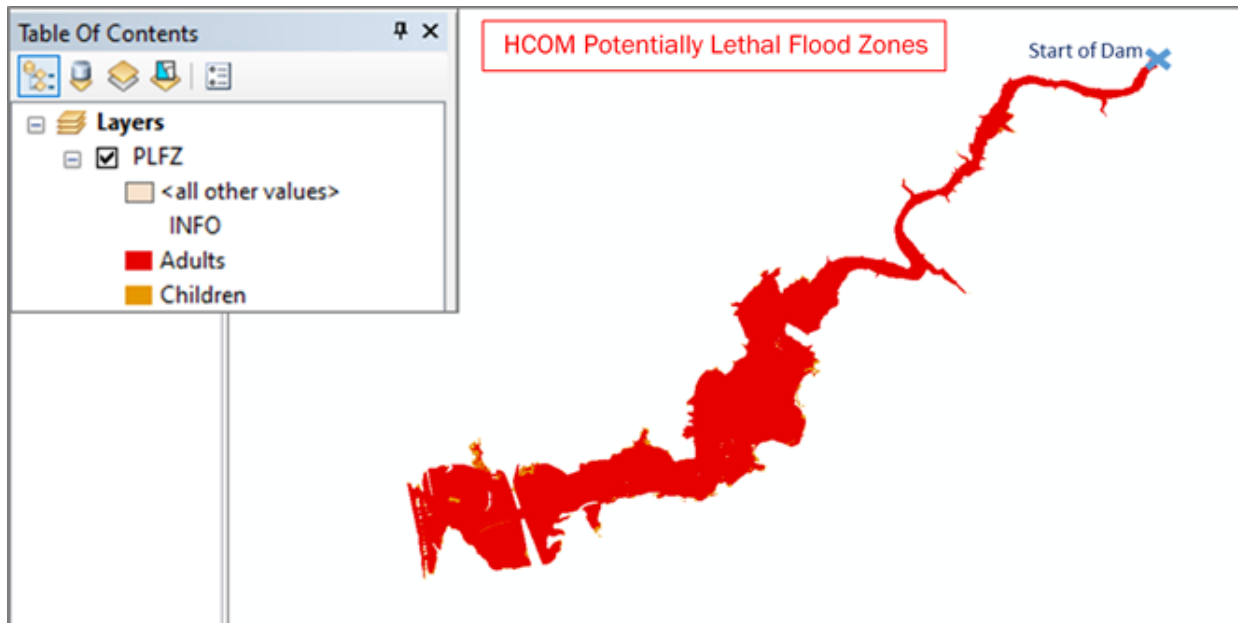 Table Of Contents
HCOM Potentially Lethal Flood Zones
Start of Dam
Layers
PLFZ
<all other values>
INFO
Adults
Children